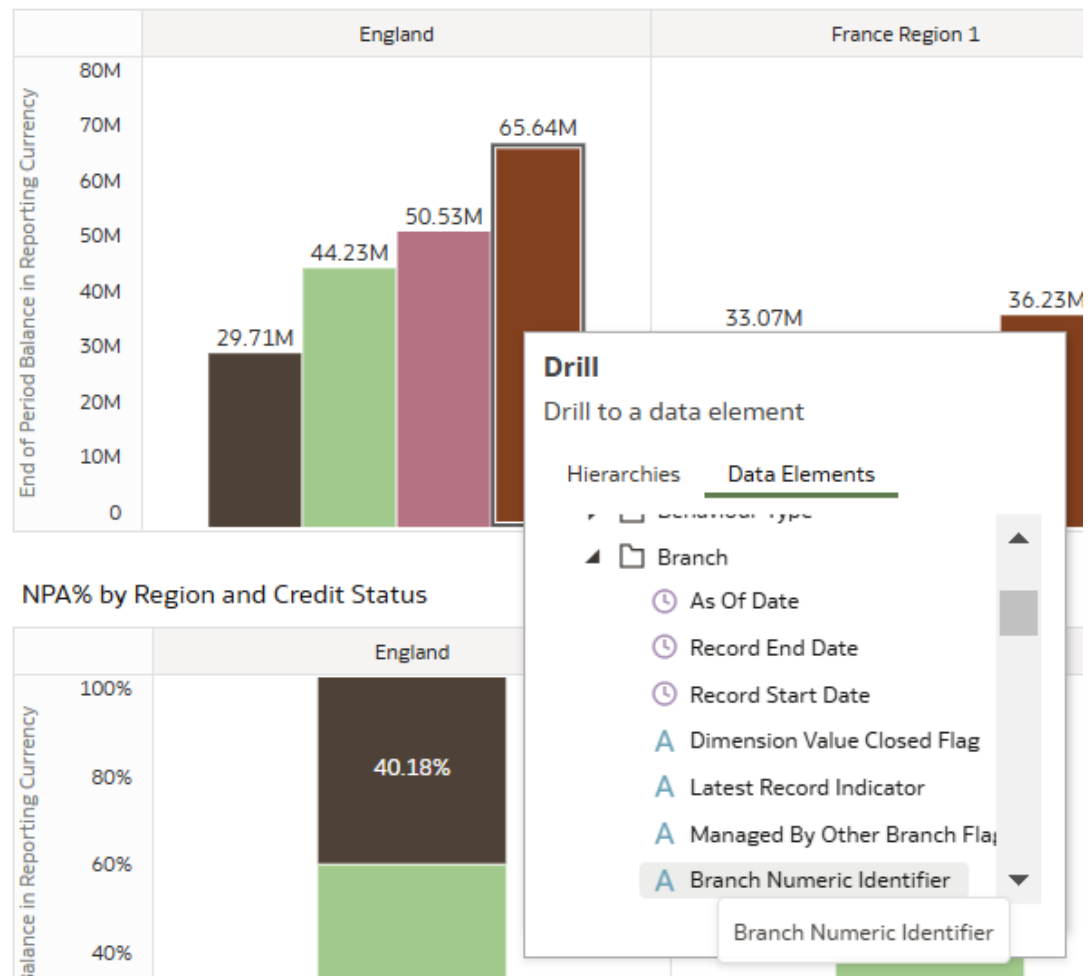 England
France Region 1
End of Period Balance in Reporting Currency
80M
70M
60M
50M
40M
30M
20M
10M
0
29.71M
44.23M
50.53M
65.64M
33.07M
36.23M
Drill
Drill to a data element
Hierarchies
Data Elements
Behaviour Type
Branch
As Of Date
Record End Date
Record Start Date
Dimension Value Closed Flag
Latest Record Indicator
Managed By Other Branch Flag
Branch Numeric Identifier
Branch Numeric Identifier
NPA% by Region and Credit Status
England
Balance in Reporting Currency
100%
80%
60%
40%
40.18%